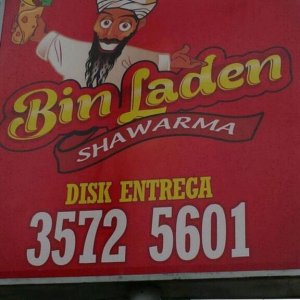 Bin Laden
SHAWARMA
DISK ENTREGA
3572 5601